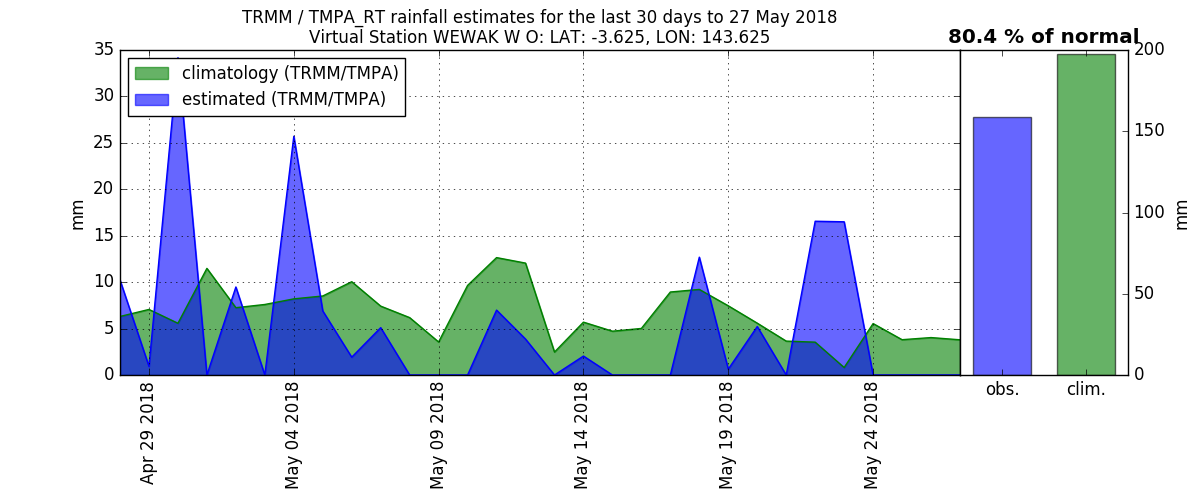 TRMM / TMPA_RT rainfall estimates for the last 30 days to 27 May 2018
Virtual Station WEWAK W O: LAT: -3.625, LON: 143.625
80.4 % of normal
climatology (TRMM/TMPA)
estimated (TRMM/TMPA)
35
30
25
20
15
10
5
0
mm
Apr 29 2018
May 04 2018
May 09 2018
May 14 2018
May 19 2018
May 24 2018
200
150
100
50
0
mm
obs.
clim.